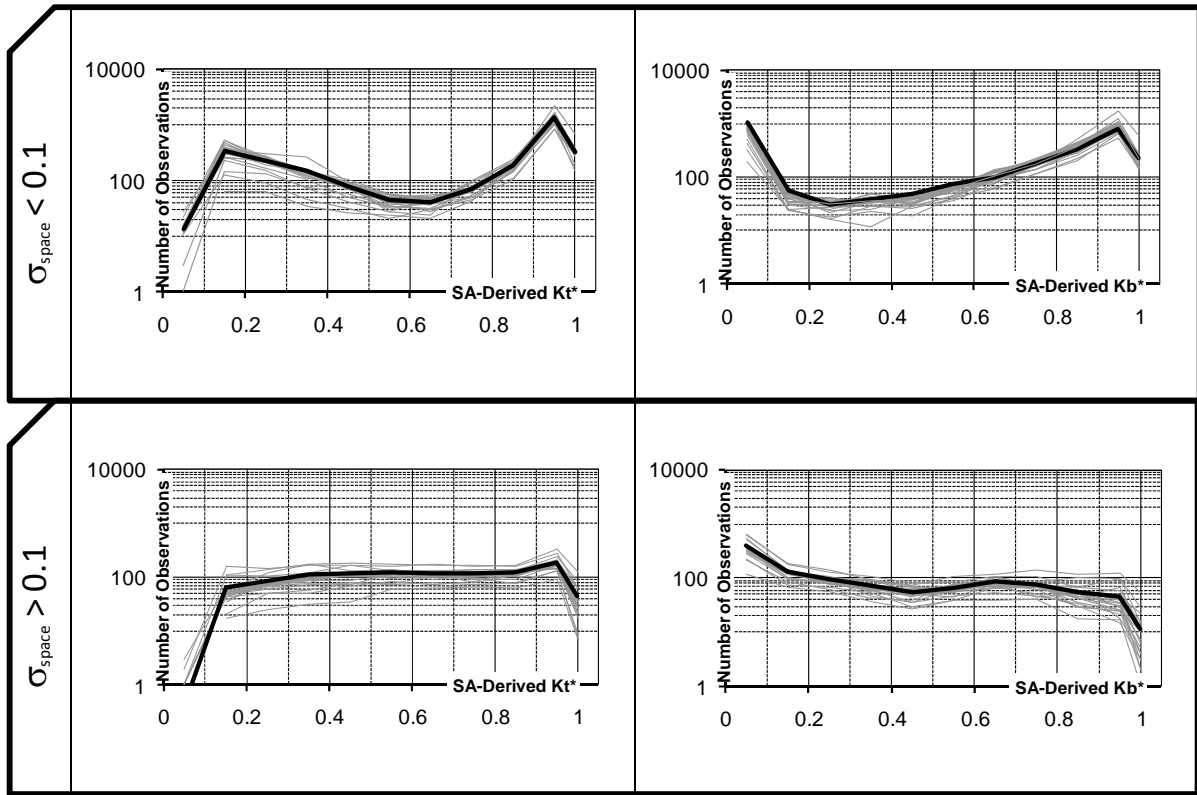 σspace < 0.1
10000
100
1
Number of Observations
SA-Derived Kt*
0 0.2 0.4 0.6 0.8 1
10000
100
1
Number of Observations
SA-Derived Kb*
0 0.2 0.4 0.6 0.8 1
σspace > 0.1
10000
100
1
Number of Observations
SA-Derived Kt*
0 0.2 0.4 0.6 0.8 1
10000
100
1
Number of Observations
SA-Derived Kb*
0 0.2 0.4 0.6 0.8 1